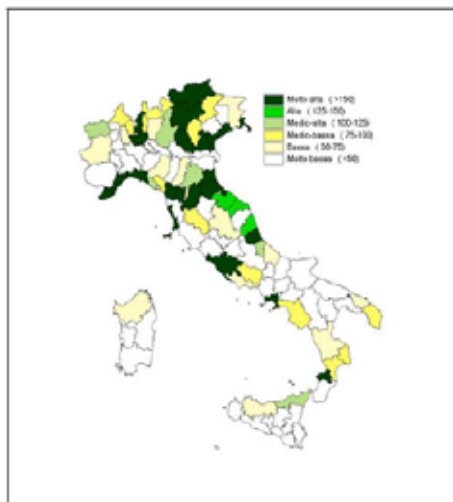 Molto alta (>150)
Alta (125-150)
Medio-alta (100-125)
Medio-bassa (75-100)
Bassa (50-75)
Molto bassa (<50)